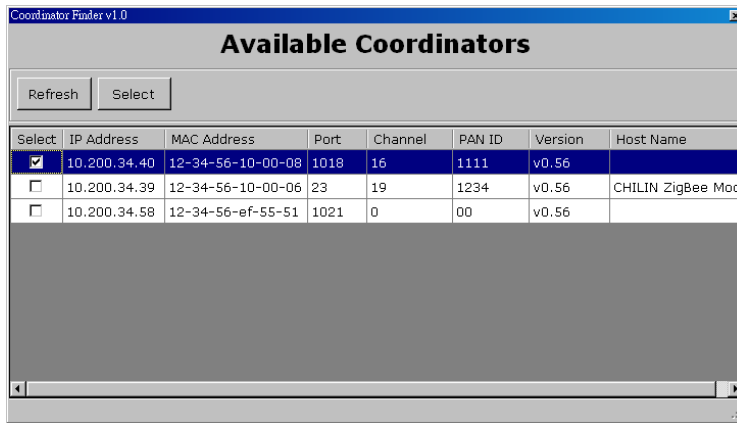 Coordinator Finder v1.0
Available Coordinators
Refresh Select
Select IP Address MAC Address Port Channel PAN ID Version Host Name
10.200.34.40 12-34-56-10-00-08 1018 16 1111 v0.56
10.200.34.39 12-34-56-10-00-06 23 19 1234 v0.56 CHILIN ZigBee Moc
10.200.34.58 12-34-56-ef-55-51 1021 0 00 v0.56